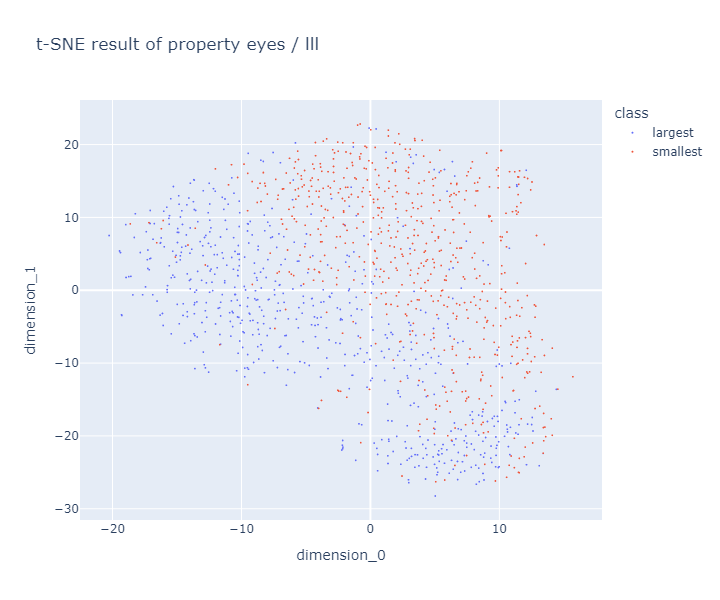 t-SNE result of property eyes / lll
class
largest
smallest
20
10
0
−10
−20
−30
dimension_1
−20
−10
0
10
dimension_0